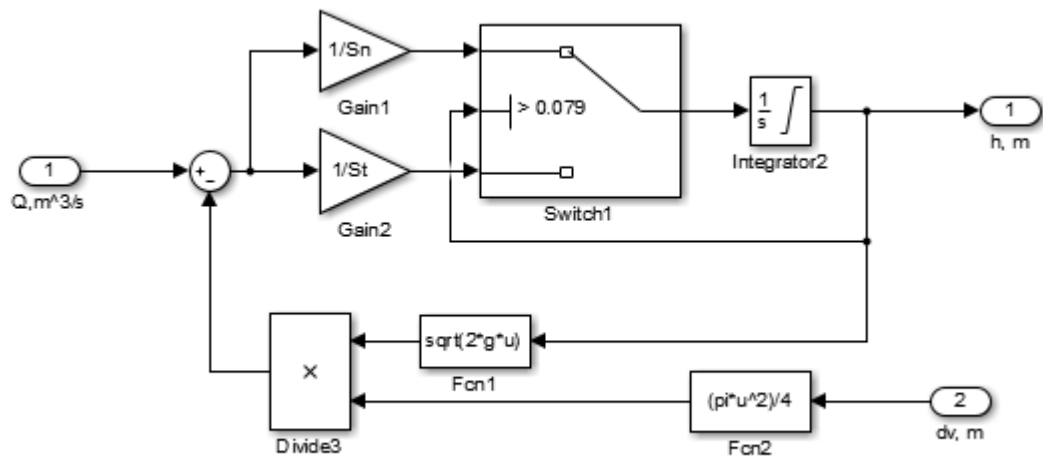 1/Sn
Gain1
> 0.079
1
s
Integrator2
1
h, m
1
Q,m^3/s
+
−
1/St
Gain2
Switch1
sqrt(2*g*u)
Fcn1
×
Divide3
(pi*u^2)/4
Fcn2
2
dv, m